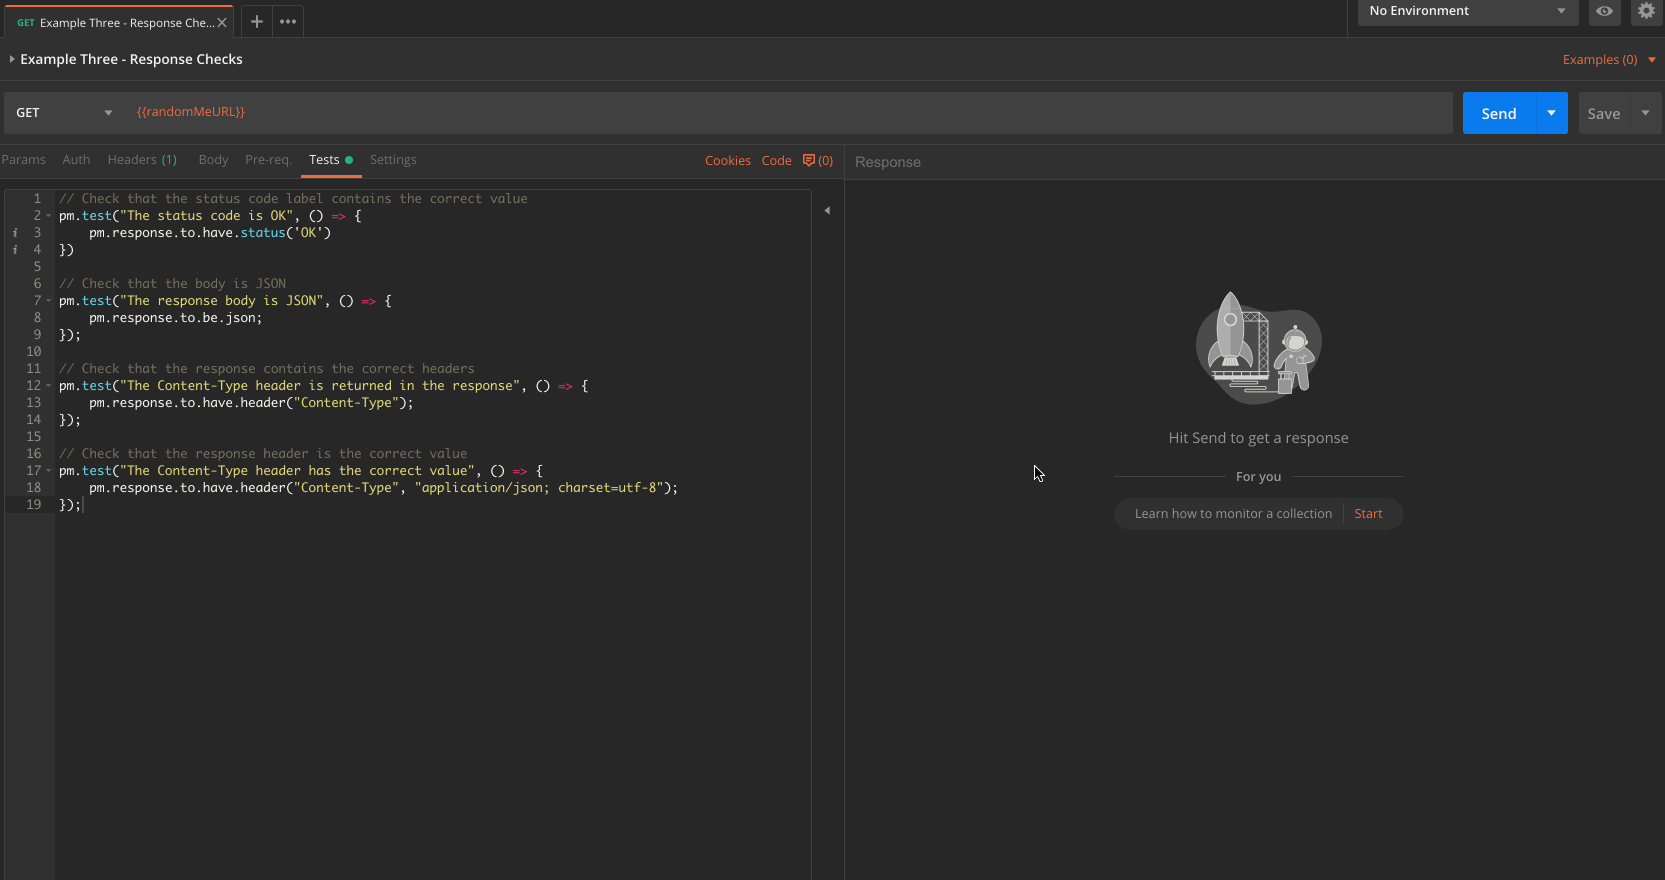 GET Example Three - Response Che...
No Environment
Example Three - Response Checks
Examples (0)
GET
{{randomMeURL}}
Send
Save
Params Auth Headers (1) Body Pre-req. Tests Settings
Cookies Code (0)
Response
1 // Check that the status code label contains the correct value
2 pm.test("The status code is OK", () => {
i 3 pm.response.to.have.status('OK')
i 4 })
5
6 // Check that the body is JSON
7 pm.test("The response body is JSON", () => {
8 pm.response.to.be.json;
9 });
10
11 // Check that the response contains the correct headers
12 pm.test("The Content-Type header is returned in the response", () => {
13 pm.response.to.have.header("Content-Type");
14 });
15
16 // Check that the response header is the correct value
17 pm.test("The Content-Type header has the correct value", () => {
18 pm.response.to.have.header("Content-Type", "application/json; charset=utf-8");
19 });
Hit Send to get a response
For you
Learn how to monitor a collection Start